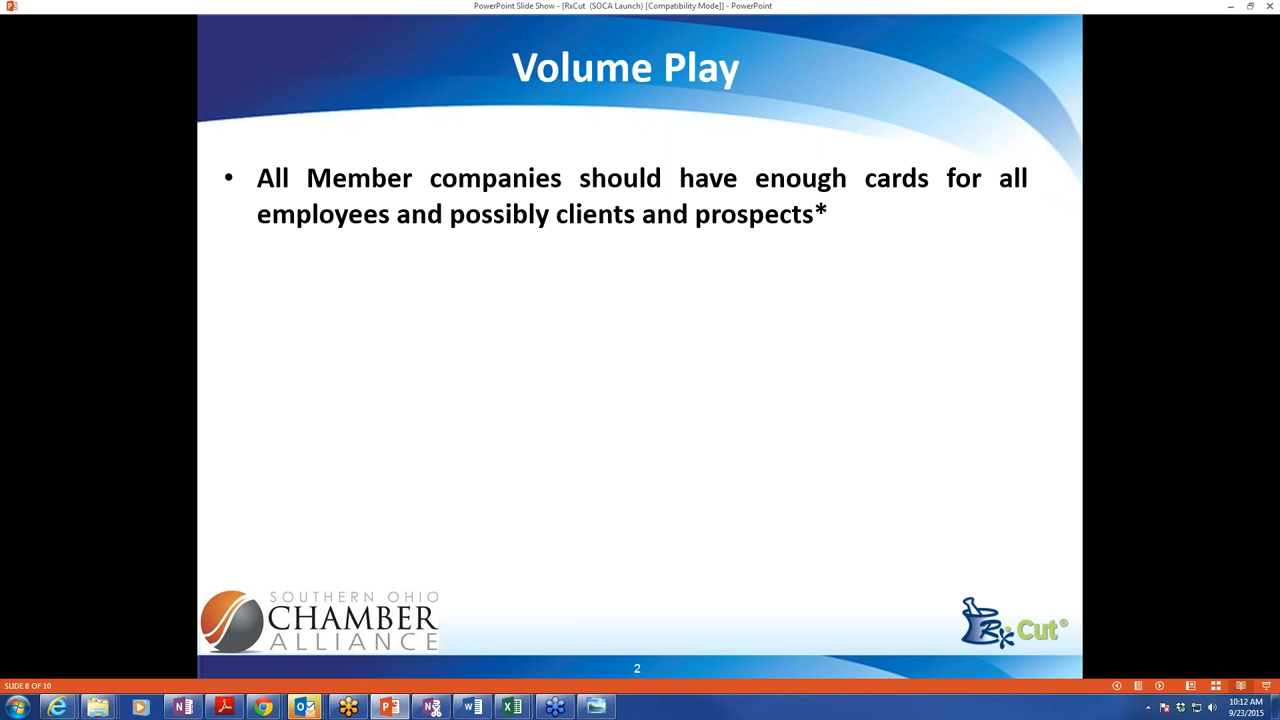 PowerPoint Slide Show - [RxCut (SOCA Launch) [Compatibility Mode]] - PowerPoint
Volume Play
• All Member companies should have enough cards for all
employees and possibly clients and prospects*
SOUTHERN OHIO
CHAMBER
ALLIANCE
Rx Cut®
2
SLIDE 8 OF 10
10:12 AM
9/23/2015